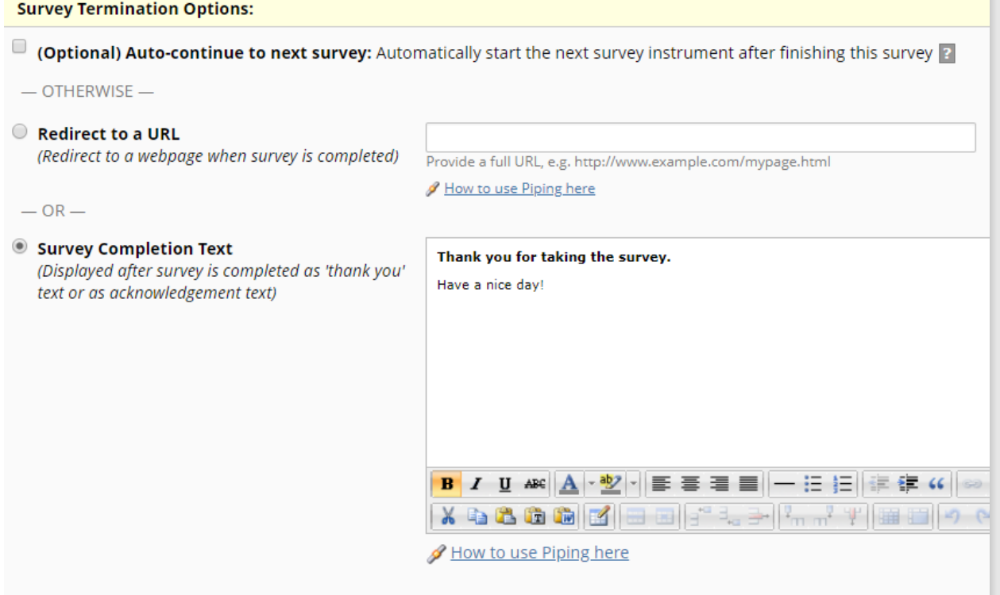 Survey Termination Options:
(Optional) Auto-continue to next survey: Automatically start the next survey instrument after finishing this survey ?
— OTHERWISE —
Redirect to a URL
(Redirect to a webpage when survey is completed)
Provide a full URL, e.g. http://www.example.com/mypage.html
How to use Piping here
— OR —
Survey Completion Text
(Displayed after survey is completed as 'thank you'
text or as acknowledgement text)
Thank you for taking the survey.
Have a nice day!
B I U ABC A ab
T W
How to use Piping here